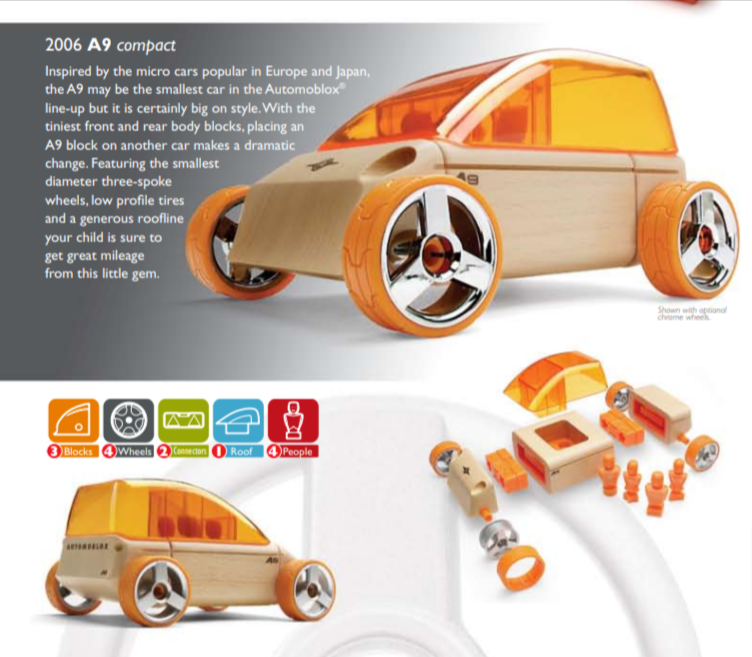 2006 A9 compact
Inspired by the micro cars popular in Europe and Japan,
the A9 may be the smallest car in the Automoblox®
line-up but it is certainly big on style. With the
tiniest front and rear body blocks, placing an
A9 block on another car makes a dramatic
change. Featuring the smallest
diameter three-spoke
wheels, low profile tires
and a generous roofline
your child is sure to
get great mileage
from this little gem.
A9
Shown with optional
chrome wheels.
3 Blocks 4 Wheels 2 Connectors 1 Roof 4 People
AUTOMOBLOX
A9